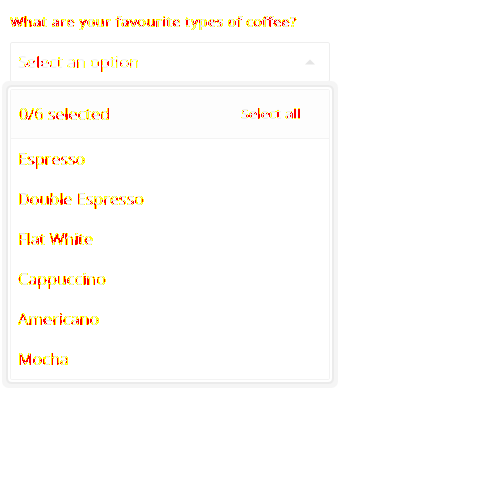 What are your favourite types of coffee?
Select an option
0/6 selected Select all
Espresso
Double Espresso
Flat White
Cappuccino
Americano
Mocha